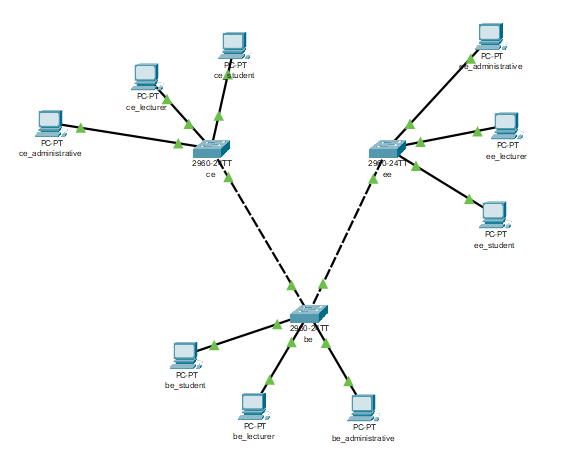 PC-PT
ce_student
PC-PT
ce_lecturer
PC-PT
ce_administrative
2960-24TT
ce
PC-PT
ee_administrative
PC-PT
ee_lecturer
2960-24TT
ee
PC-PT
ee_student
2960-24TT
be
PC-PT
be_student
PC-PT
be_lecturer
PC-PT
be_administrative